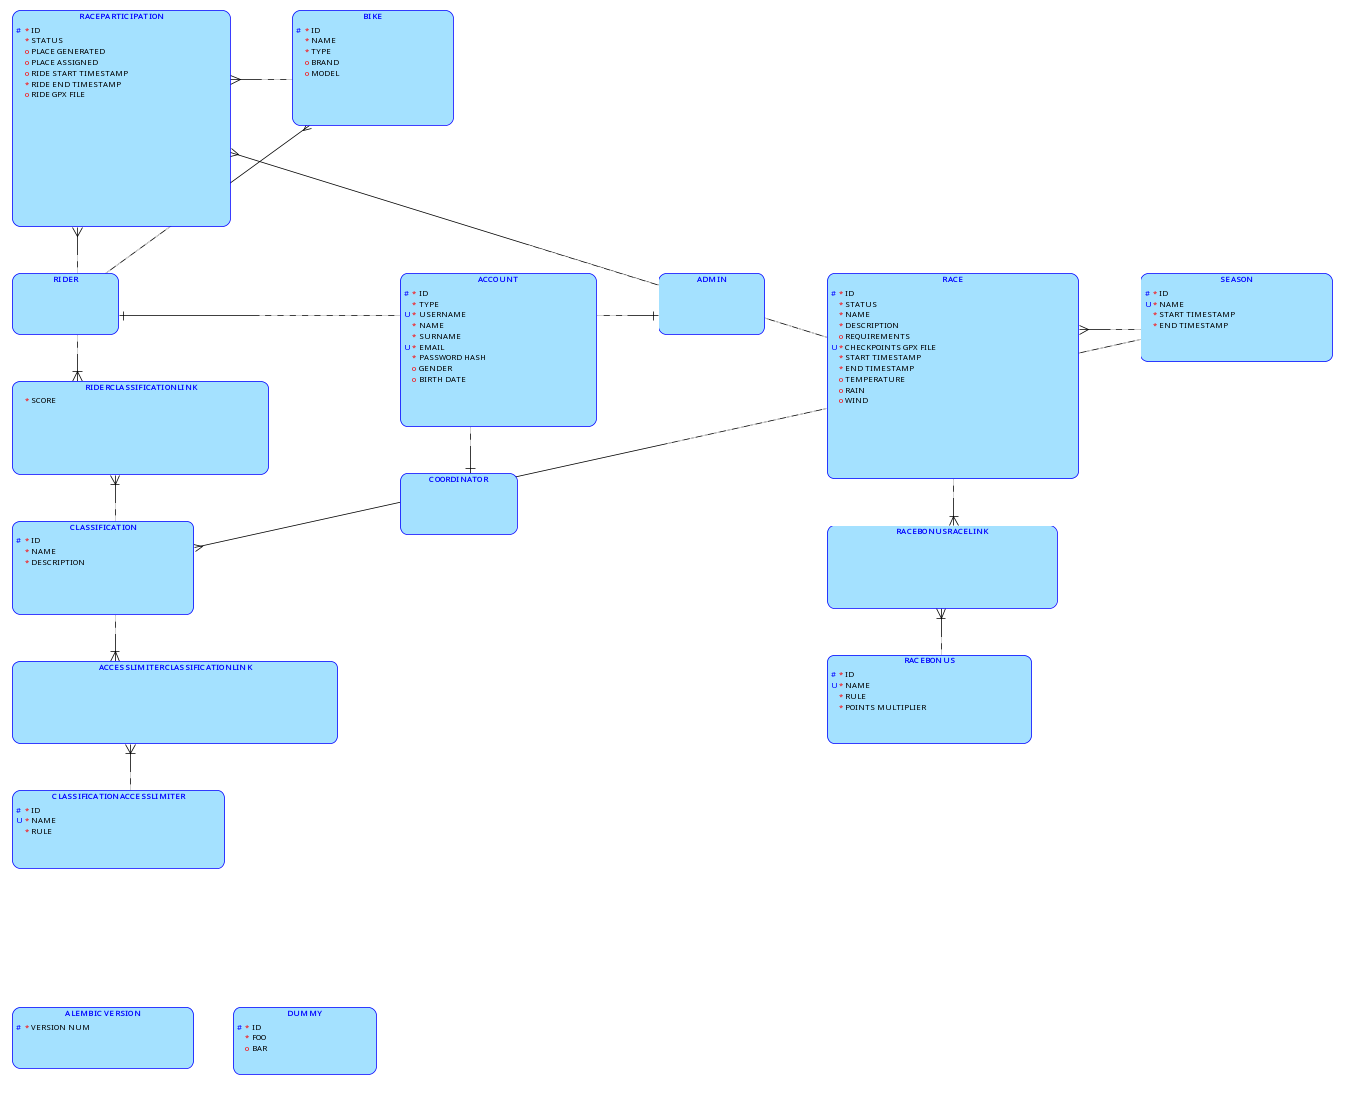 RACEPARTICIPATION
# * ID
* STATUS
o PLACE GENERATED
o PLACE ASSIGNED
o RIDE START TIMESTAMP
* RIDE END TIMESTAMP
o RIDE GPX FILE
BIKE
# * ID
* NAME
* TYPE
o BRAND
o MODEL
RIDER
ACCOUNT
# * ID
* TYPE
U * USERNAME
* NAME
* SURNAME
U * EMAIL
* PASSWORD HASH
o GENDER
o BIRTH DATE
ADMIN
RACE
# * ID
* STATUS
* NAME
* DESCRIPTION
o REQUIREMENTS
U * CHECKPOINTS GPX FILE
* START TIMESTAMP
* END TIMESTAMP
o TEMPERATURE
o RAIN
o WIND
SEASON
# * ID
U * NAME
* START TIMESTAMP
* END TIMESTAMP
RIDERCLASSIFICATIONLINK
* SCORE
COORDINATOR
CLASSIFICATION
# * ID
* NAME
* DESCRIPTION
RACEBONUSRACELINK
ACCESSLIMITERCLASSIFICATIONLINK
RACEBONUS
# * ID
U * NAME
* RULE
* POINTS MULTIPLIER
CLASSIFICATIONACCESSLIMITER
# * ID
U * NAME
* RULE
ALEMBIC VERSION
# * VERSION NUM
DUMMY
# * ID
* FOO
o BAR